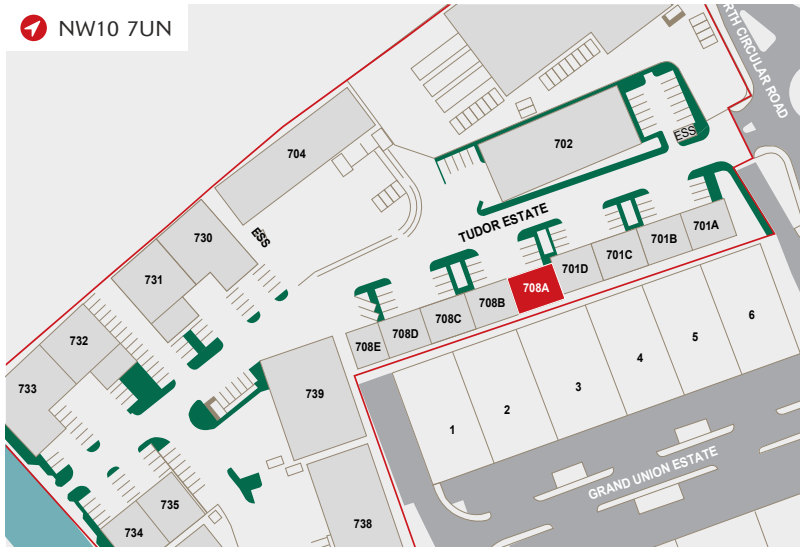 NW10 7UN
NORTH CIRCULAR ROAD
704
702
ESS
730
ESS
TUDOR ESTATE
701A
701B
701C
701D
731
708A
708B
708C
708D
708E
732
733
739
6
5
4
3
2
1
GRAND UNION ESTATE
735
734
738